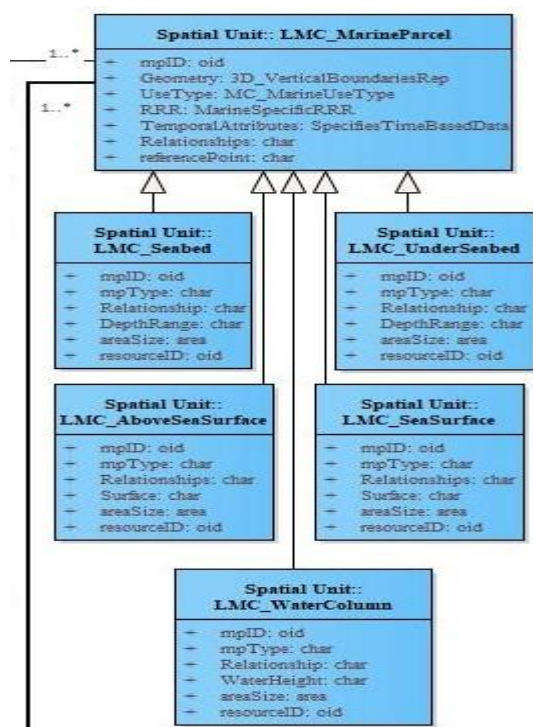 Spatial Unit:: LMC_MarineParcel
1..*
+ mpID: oid
+ Geometry: 3D_VerticalBoundariesRep
1..*
+ UseType: MC_MarineUseType
+ RRR: MarineSpecificRRR
+ TemporalAttributes: SpecifiesTimeBasedData
+ Relationships: char
+ referencePoint: char
Spatial Unit::
LMC_Seabed
+ mpID: oid
+ mpType: char
+ Relationship: char
+ DepthRange: char
+ areaSize: area
+ resourceID: oid
Spatial Unit::
LMC_UnderSeabed
+ mpID: oid
+ mpType: char
+ Relationship: char
+ DepthRange: char
+ areaSize: area
+ resourceID: oid
Spatial Unit::
LMC_AboveSeaSurface
+ mpID: oid
+ mpType: char
+ Relationships: char
+ Surface: char
+ areaSize: area
+ resourceID: oid
Spatial Unit::
LMC_SeaSurface
+ mpID: oid
+ mpType: char
+ Relationships: char
+ Surface: char
+ areaSize: area
+ resourceID: oid
Spatial Unit::
LMC_WaterColumn
+ mpID: oid
+ mpType: char
+ Relationship: char
+ WaterHeight: char
+ areaSize: area
+ resourceID: oid